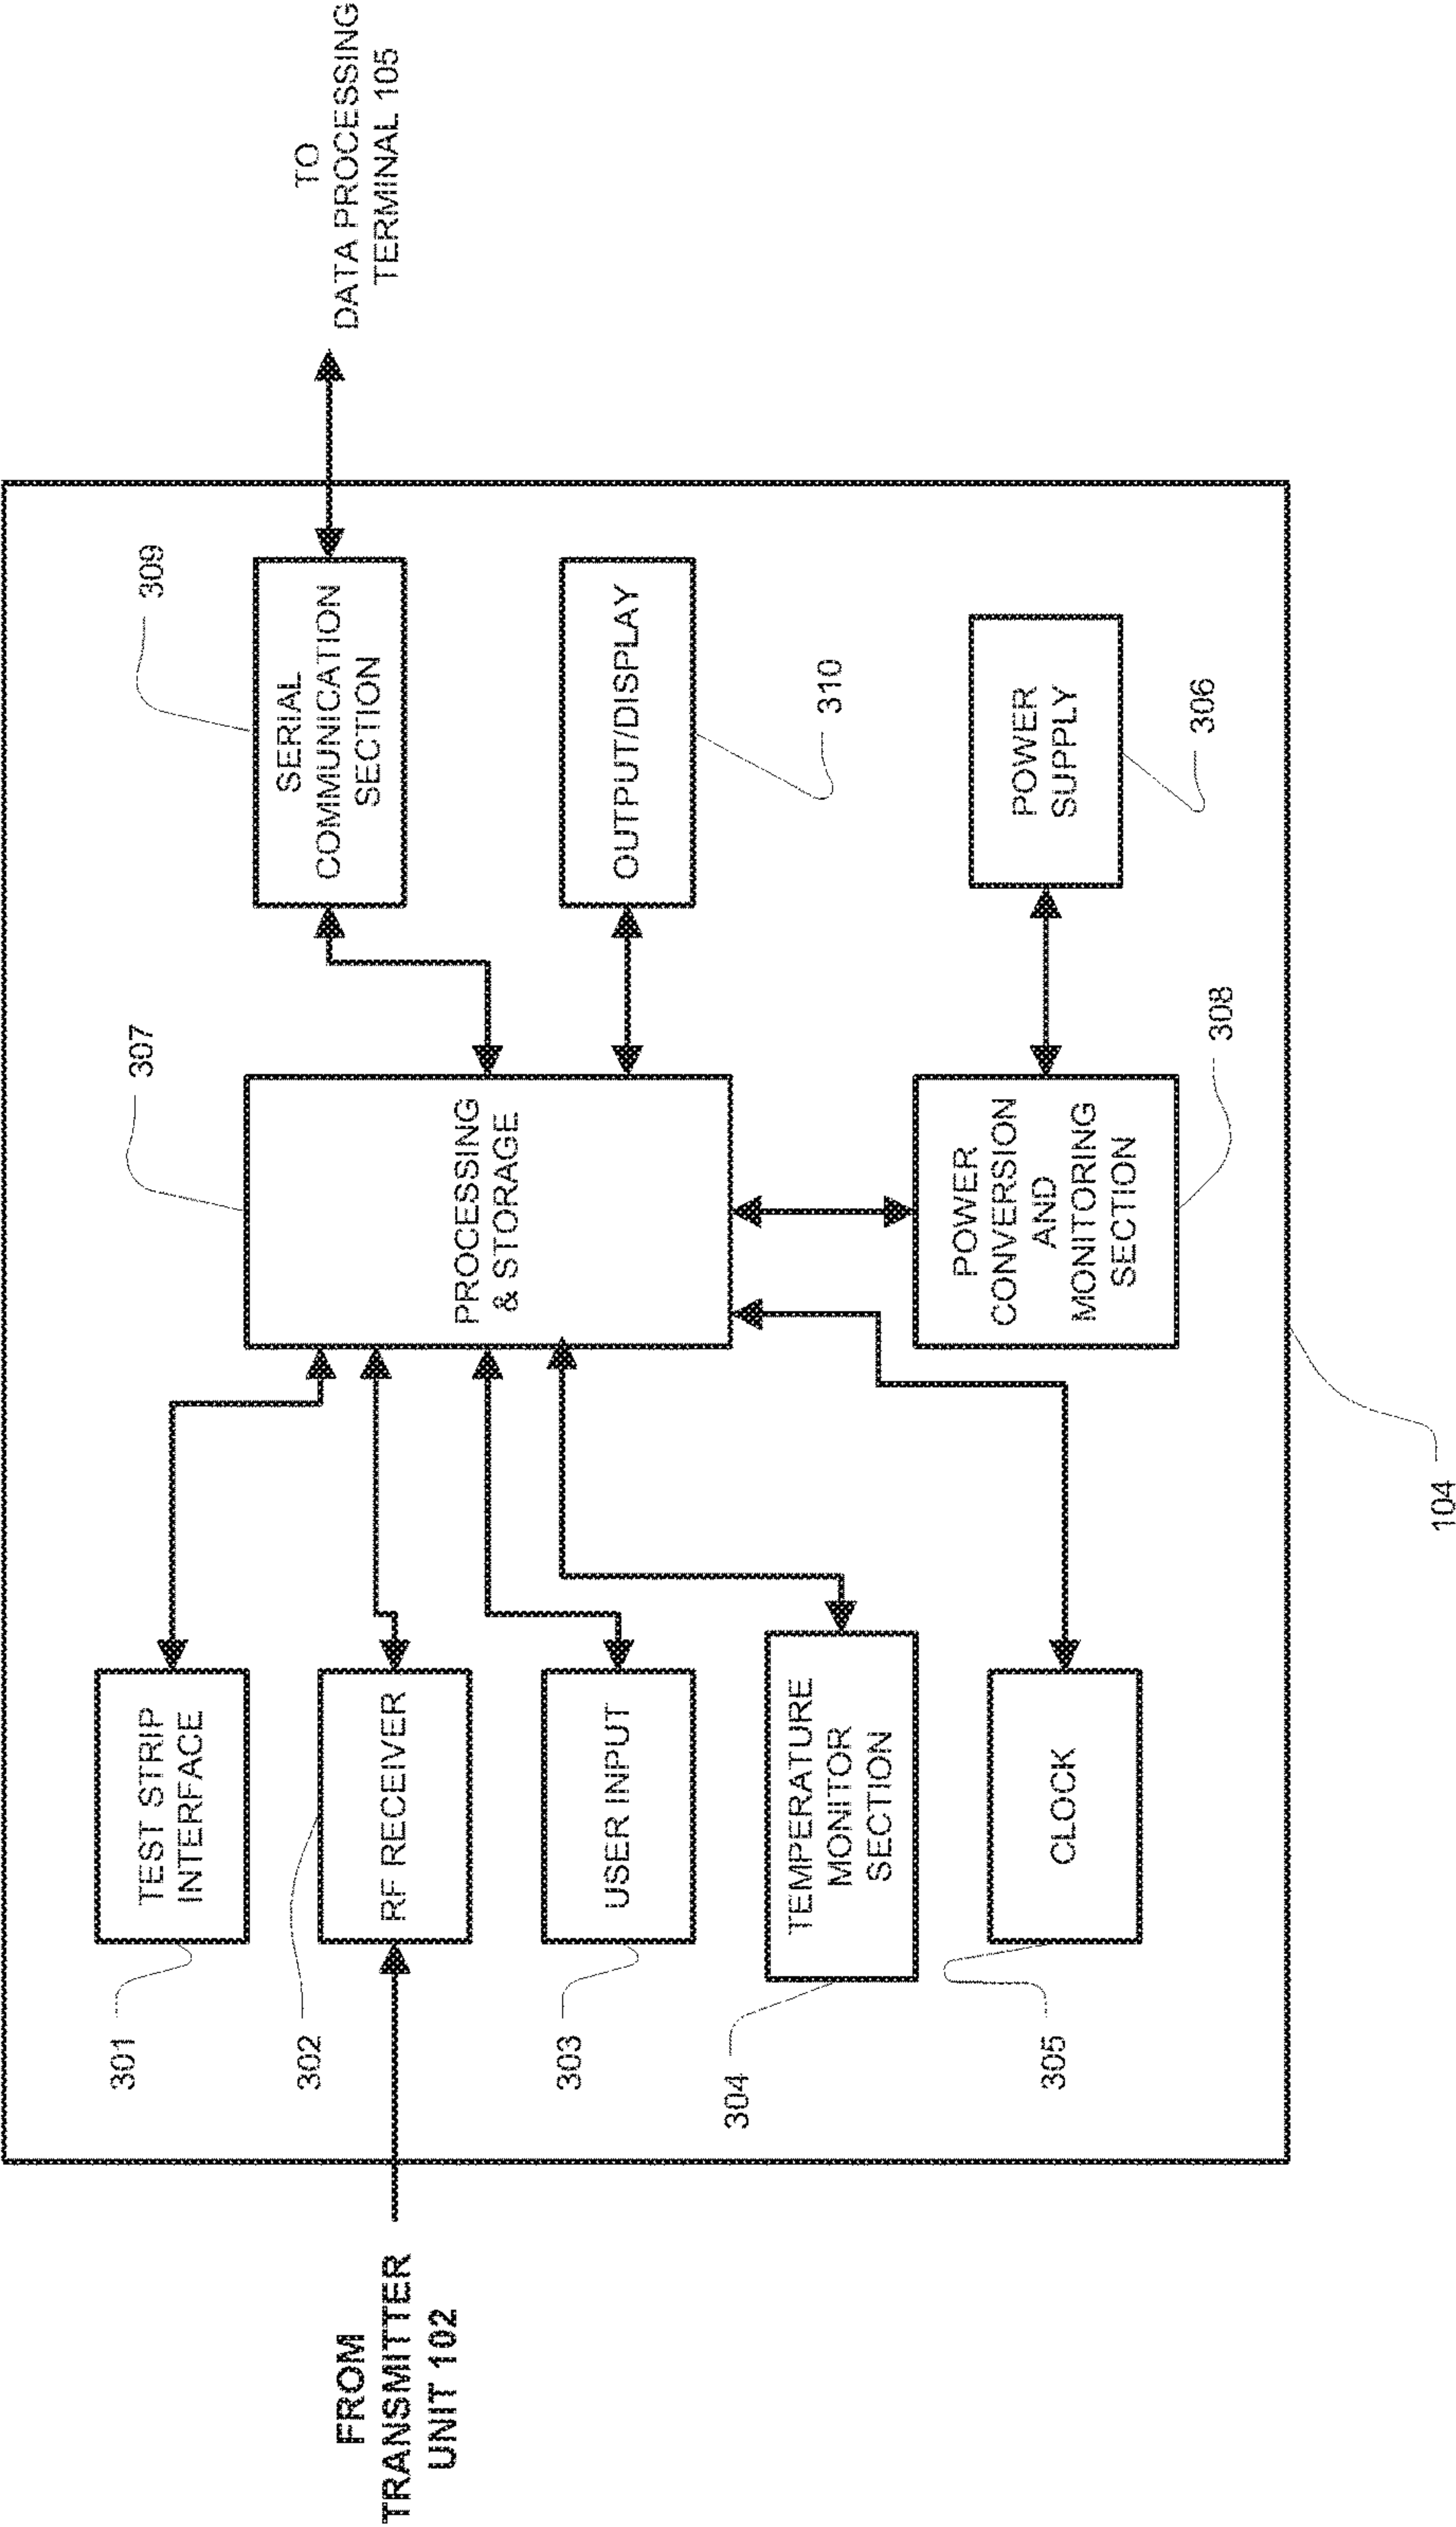 301
TEST STRIP
INTERFACE
302
RF RECEIVER
303
USER INPUT
304
TEMPERATURE
MONITOR
SECTION
305
CLOCK
FROM
TRANSMITTER
UNIT 102
307
PROCESSING
& STORAGE
POWER
CONVERSION
AND
MONITORING
SECTION
308
309
SERIAL
COMMUNICATION
SECTION
OUTPUT/DISPLAY
310
POWER
SUPPLY
306
TO
DATA PROCESSING
TERMINAL 105
104